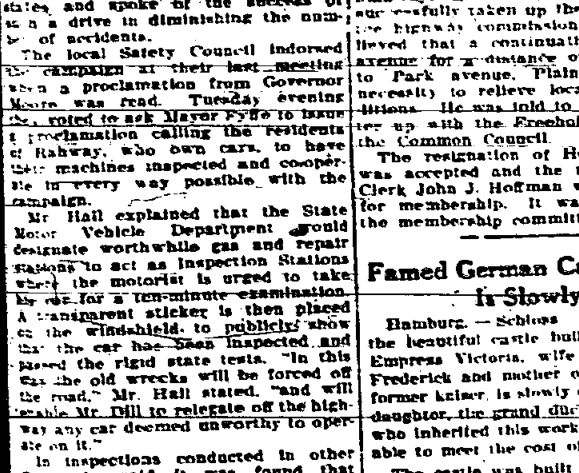 states, and spoke of the success of
such a drive in diminishing the num-
ber of accidents.
The local Safety Council indorsed
the campaign at their last meeting
when a proclamation from Governor
Moore was read. Tuesday evening
they voted to ask Mayor Fyffe to issue
a proclamation calling the residents
of Rahway, who own cars, to have
their machines inspected and co-oper-
ate in every way possible with the
campaign.
Mr Hall explained that the State
Motor Vehicle Department would
designate worthwhile gas and repair
stations to act as Inspection Stations
where the motorist is urged to take
his car for a ten-minute examination.
A transparent sticker is then placed
on the windshield to publicly show
that the car has been inspected and
passed the rigid state tests. "In this
way the old wrecks will be forced off
the road," Mr. Hall stated, "and will
enable Mr. Dill to relegate off the high-
way any car deemed unworthy to oper-
ate on it."
In inspections conducted in other
it was found that
successfully taken up the
the highway commission
lieved that a continuati
avenue for a distance o
to Park avenue, Plain
necessity to relieve loca
ditions. He was told to
up with the Freehol
the Common Council.
The resignation of H
was accepted and the
Clerk John J. Hoffman w
for membership. It wa
the membership committ
Famed German Ca
Is Slowly
Hamburg. — Schloss
the beautiful castle buil
Empress Victoria, wife
Frederick and mother o
former kaiser, is slowly
daughter, the grand duc
who inherited this work
able to meet the cost o
The castle was built